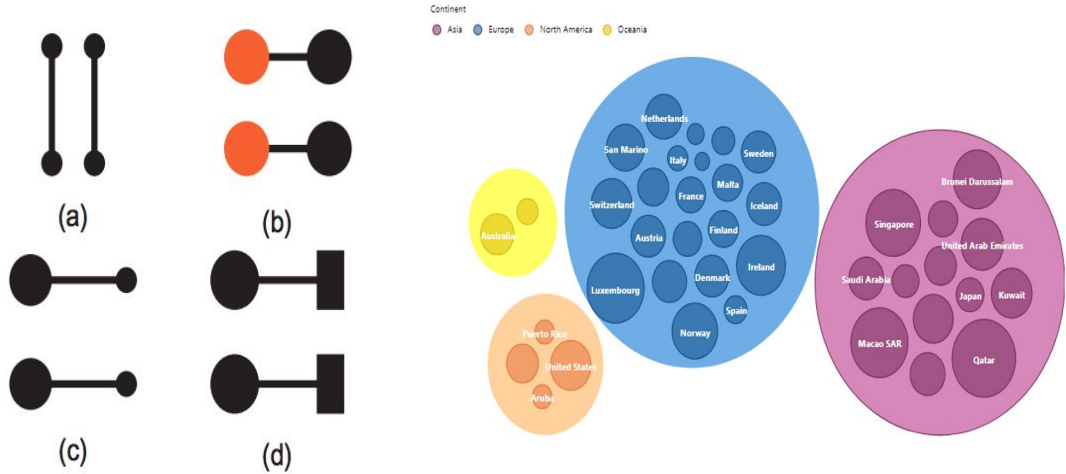 (a)
(b)
(c)
(d)
Continent
Asia
Europe
North America
Oceania
Netherlands
San Marino
Italy
Sweden
Switzerland
France
Malta
Iceland
Austria
Finland
Luxembourg
Denmark
Ireland
Spain
Norway
Australia
Puerto Rico
United States
Aruba
Brunei Darussalam
Singapore
United Arab Emirates
Saudi Arabia
Japan
Kuwait
Macao SAR
Qatar